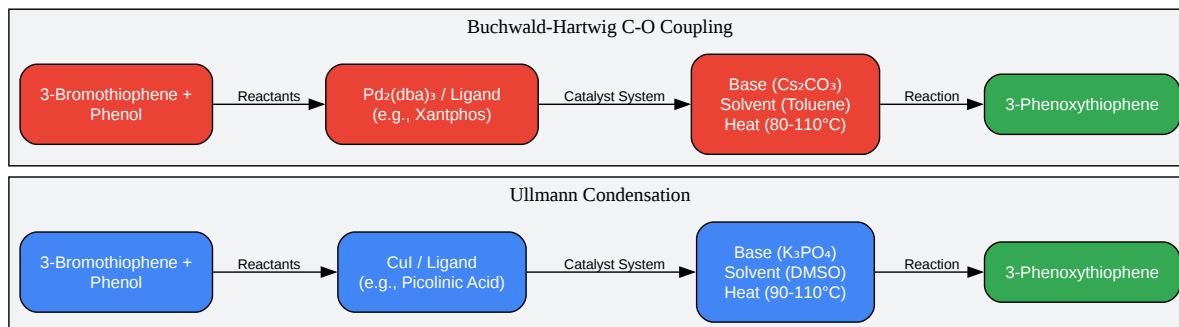 Buchwald-Hartwig C-O Coupling
3-Bromothiophene +
Phenol
Reactants
Pd₂(dba)₃ / Ligand
(e.g., Xantphos)
Catalyst System
Base (Cs₂CO₃)
Solvent (Toluene)
Heat (80-110°C)
Reaction
3-Phenoxythiophene
Ullmann Condensation
3-Bromothiophene +
Phenol
Reactants
CuI / Ligand
(e.g., Picolinic Acid)
Catalyst System
Base (K₃PO₄)
Solvent (DMSO)
Heat (90-110°C)
Reaction
3-Phenoxythiophene